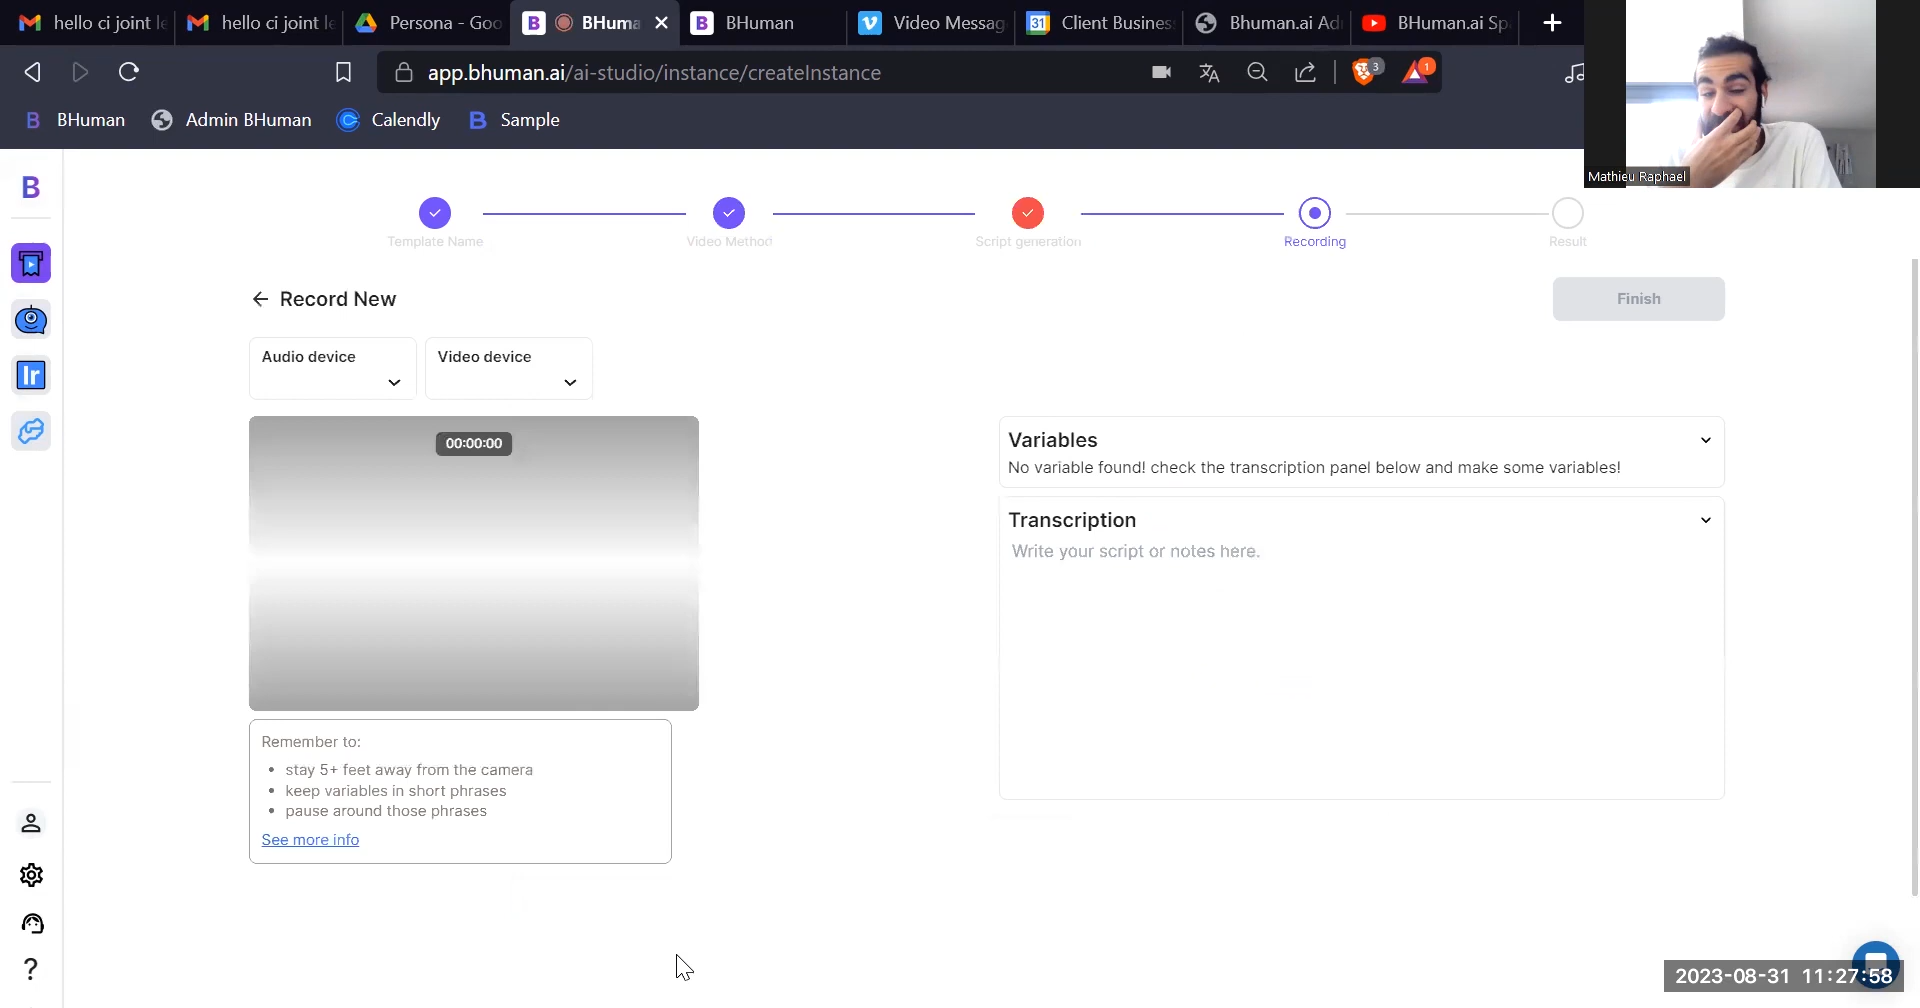 hello ci joint le
hello ci joint le
Persona - Goo
BHuma
BHuman
Video Messag
Client Busines
Bhuman.ai Ad
BHuman.ai Sp
app.bhuman.ai/ai-studio/instance/createInstance
3
1
B BHuman
Admin BHuman
Calendly
B Sample
Mathieu Raphael
B
Template Name
Video Method
Script generation
Recording
Result
Record New
Finish
Audio device
Video device
00:00:00
Variables
No variable found! check the transcription panel below and make some variables!
Transcription
Write your script or notes here.
Ir
Remember to:
• stay 5+ feet away from the camera
• keep variables in short phrases
• pause around those phrases
See more info
?
2023-08-31 11:27:58